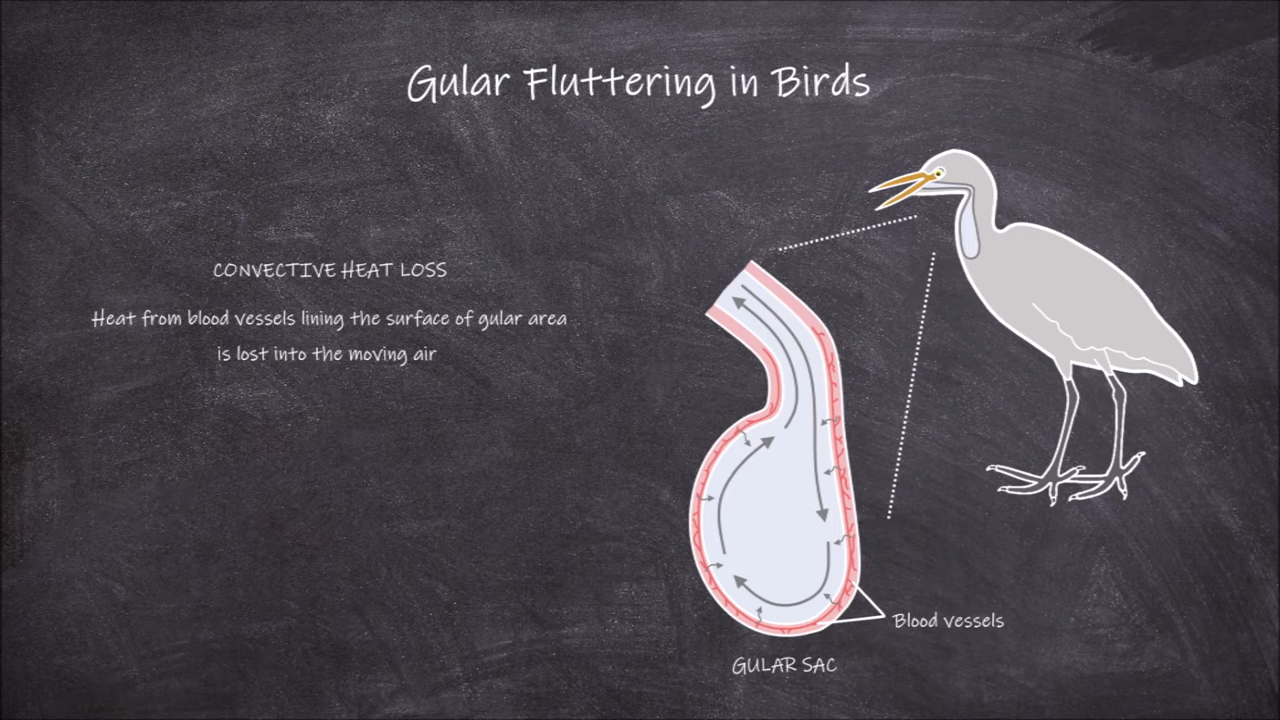 Gular Fluttering in Birds
CONVECTIVE HEAT LOSS
Heat from blood vessels lining the surface of gular area
is lost into the moving air
Blood vessels
GULAR SAC